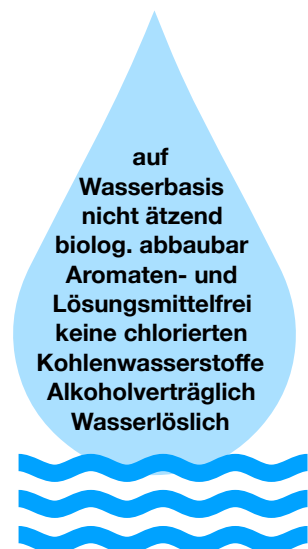 auf
Wasserbasis
nicht ätzend
biolog. abbaubar
Aromaten- und
Lösungsmittelfrei
keine chlorierten
Kohlenwasserstoffe
Alkoholverträglich
Wasserlöslich